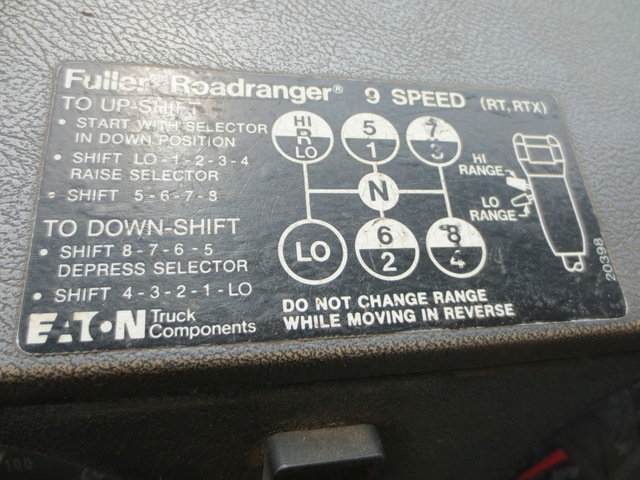 Fuller® Roadranger® 9 SPEED (RT, RTX)
TO UP-SHIFT
• START WITH SELECTOR
IN DOWN POSITION
• SHIFT LO-1-2-3-4
RAISE SELECTOR
• SHIFT 5-6-7-8
TO DOWN-SHIFT
• SHIFT 8-7-6-5
DEPRESS SELECTOR
• SHIFT 4-3-2-1-LO
EATON Truck
Components
HI
R
LO
5
1
7
3
N
LO
6
2
8
4
HI
RANGE
LO
RANGE
DO NOT CHANGE RANGE
WHILE MOVING IN REVERSE
20398
100